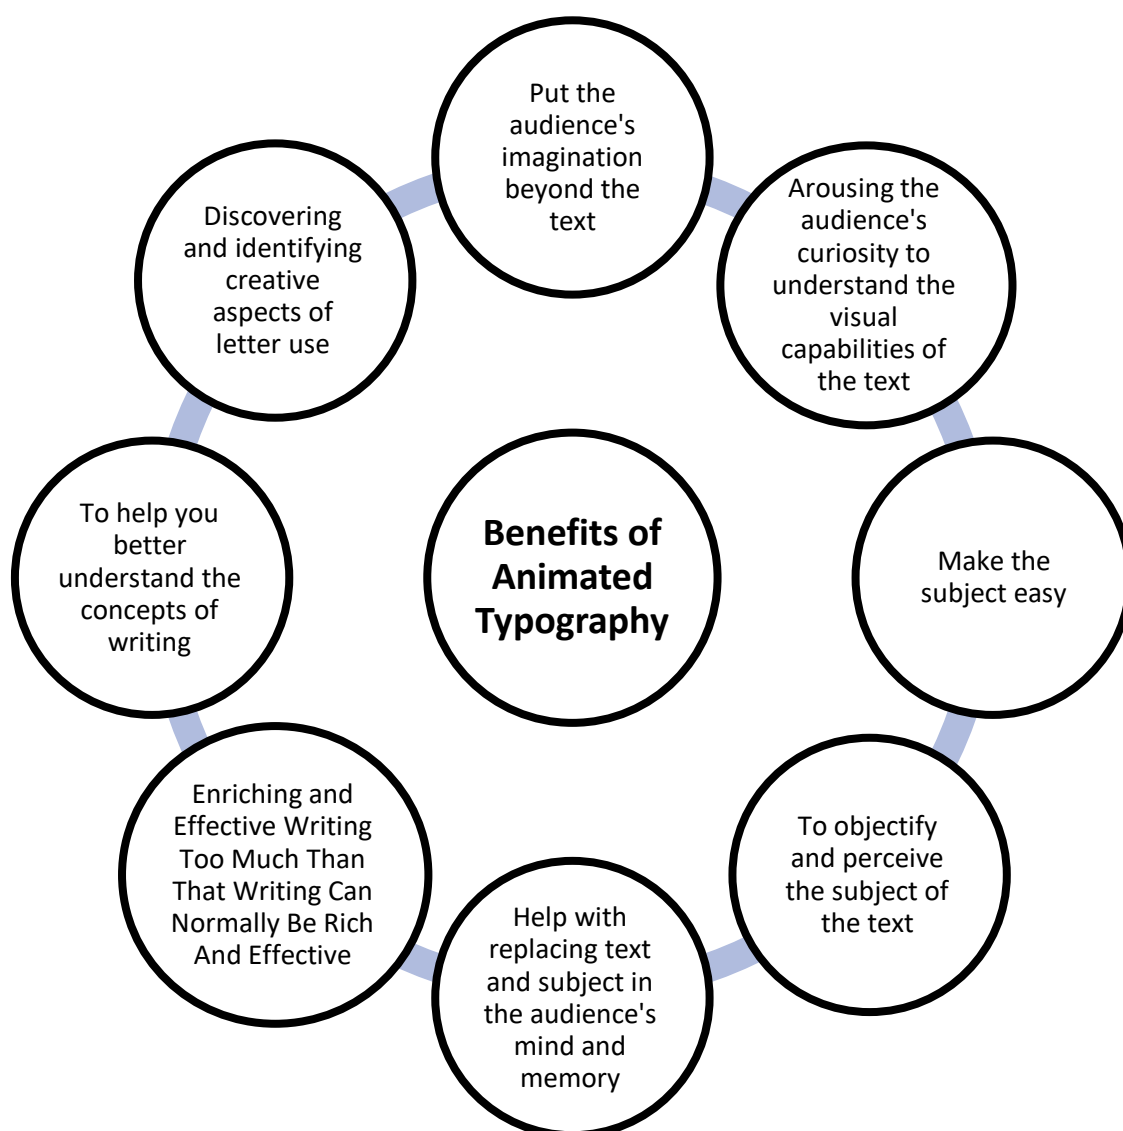 Put the
audience's
imagination
beyond the
text
Arousing the
audience's
curiosity to
understand the
visual
capabilities of
the text
Make the
subject easy
To objectify
and perceive
the subject of
the text
Help with
replacing text
and subject in
the audience's
mind and
memory
Enriching and
Effective Writing
Too Much Than
That Writing Can
Normally Be Rich
And Effective
To help you
better
understand the
concepts of
writing
Discovering
and identifying
creative
aspects of
letter use
Benefits of
Animated
Typography